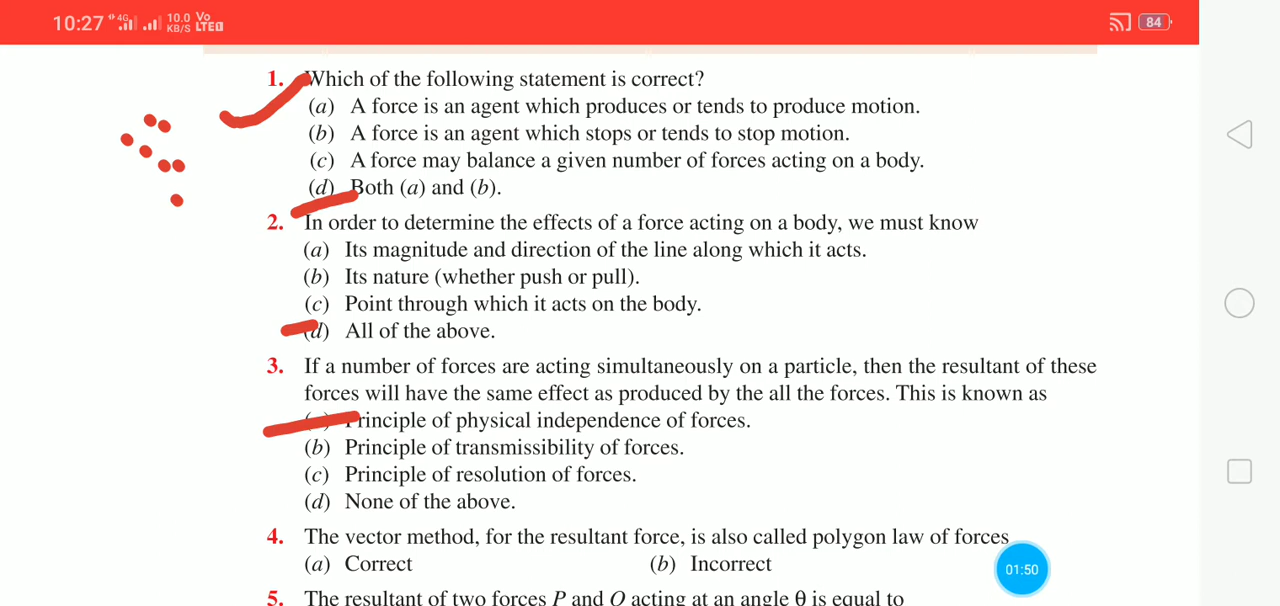 10:27 4G 10.0 KB/S Vo LTE 84
1. Which of the following statement is correct?
(a) A force is an agent which produces or tends to produce motion.
(b) A force is an agent which stops or tends to stop motion.
(c) A force may balance a given number of forces acting on a body.
(d) Both (a) and (b).
2. In order to determine the effects of a force acting on a body, we must know
(a) Its magnitude and direction of the line along which it acts.
(b) Its nature (whether push or pull).
(c) Point through which it acts on the body.
(d) All of the above.
3. If a number of forces are acting simultaneously on a particle, then the resultant of these
forces will have the same effect as produced by the all the forces. This is known as
(a) Principle of physical independence of forces.
(b) Principle of transmissibility of forces.
(c) Principle of resolution of forces.
(d) None of the above.
4. The vector method, for the resultant force, is also called polygon law of forces
(a) Correct (b) Incorrect
01:50
5. The resultant of two forces P and Q acting at an angle θ is equal to